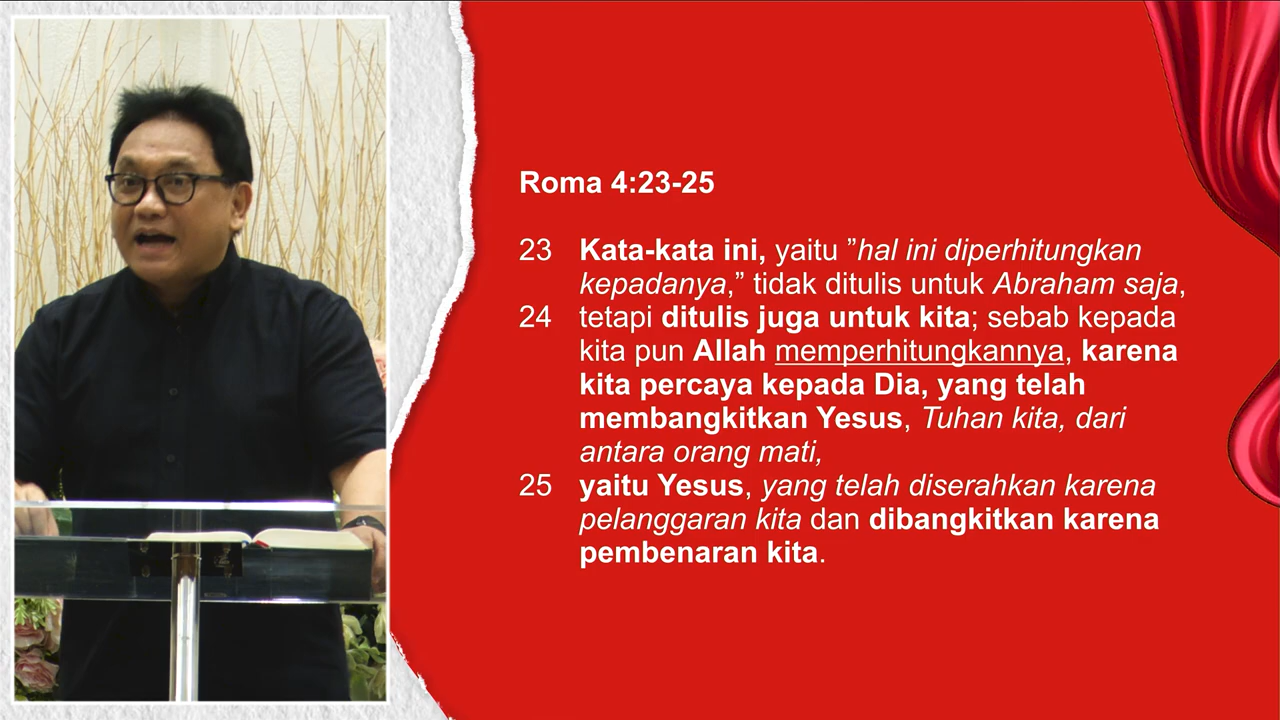 Roma 4:23-25
23 Kata-kata ini, yaitu ”hal ini diperhitungkan
kepadanya,” tidak ditulis untuk Abraham saja,
24 tetapi ditulis juga untuk kita; sebab kepada
kita pun Allah memperhitungkannya, karena
kita percaya kepada Dia, yang telah
membangkitkan Yesus, Tuhan kita, dari
antara orang mati,
25 yaitu Yesus, yang telah diserahkan karena
pelanggaran kita dan dibangkitkan karena
pembenaran kita.